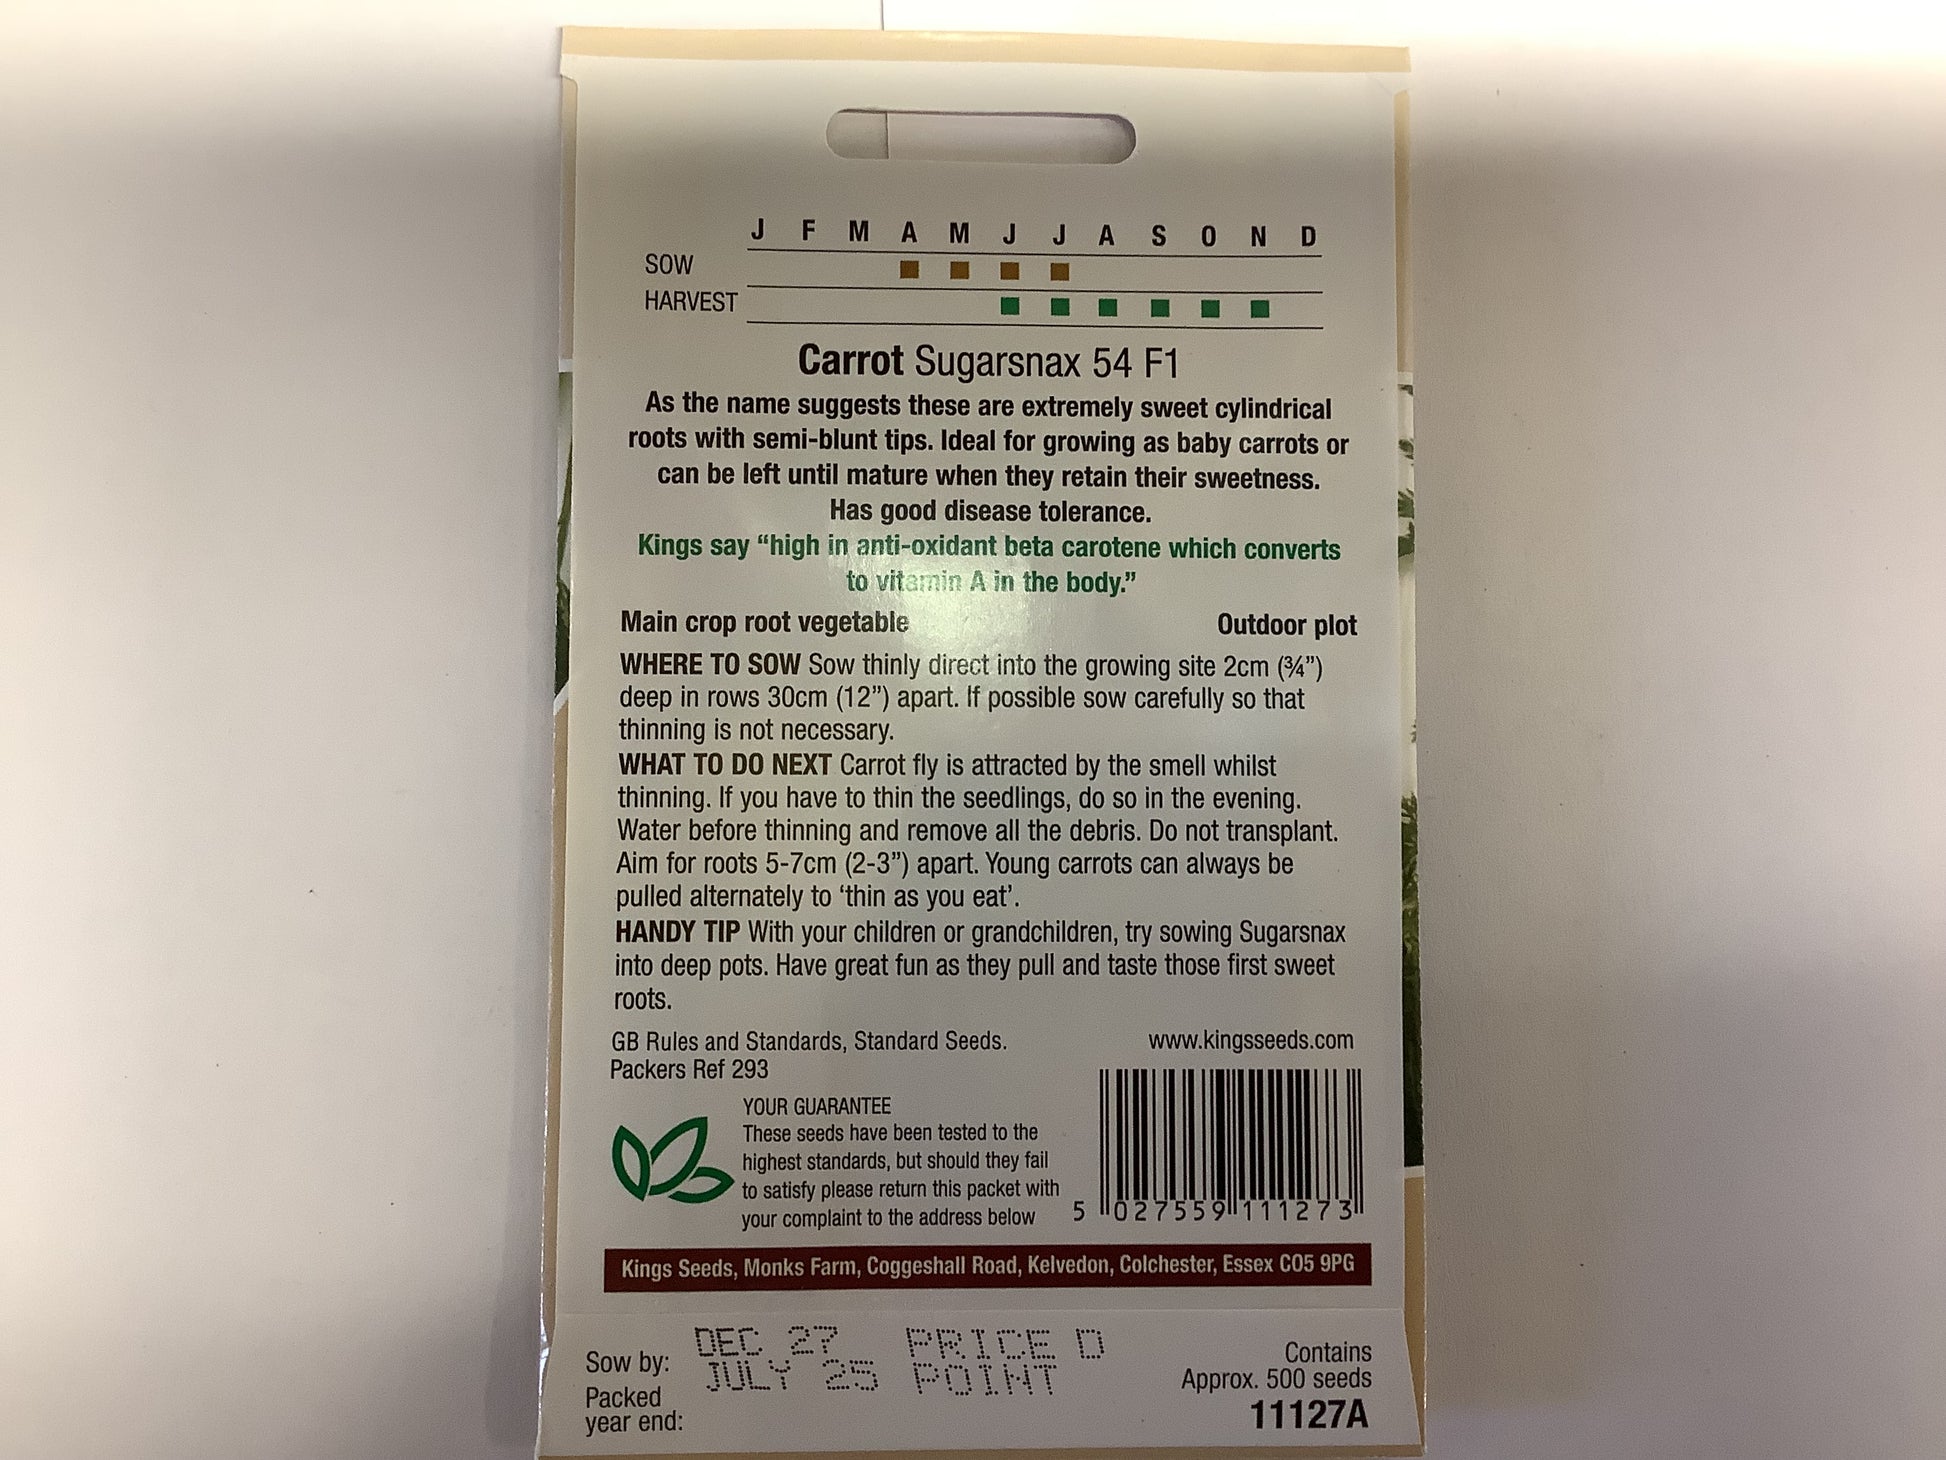 J F M A M J J A S O N D
SOW
HARVEST
Carrot Sugarsnax 54 F1
As the name suggests these are extremely sweet cylindrical
roots with semi-blunt tips. Ideal for growing as baby carrots or
can be left until mature when they retain their sweetness.
Has good disease tolerance.
Kings say “high in anti-oxidant beta carotene which converts
to vitamin A in the body.”
Main crop root vegetable Outdoor plot
WHERE TO SOW Sow thinly direct into the growing site 2cm (¾”)
deep in rows 30cm (12”) apart. If possible sow carefully so that
thinning is not necessary.
WHAT TO DO NEXT Carrot fly is attracted by the smell whilst
thinning. If you have to thin the seedlings, do so in the evening.
Water before thinning and remove all the debris. Do not transplant.
Aim for roots 5-7cm (2-3”) apart. Young carrots can always be
pulled alternately to ‘thin as you eat’.
HANDY TIP With your children or grandchildren, try sowing Sugarsnax
into deep pots. Have great fun as they pull and taste those first sweet
roots.
GB Rules and Standards, Standard Seeds. www.kingsseeds.com
Packers Ref 293
YOUR GUARANTEE
These seeds have been tested to the
highest standards, but should they fail
to satisfy please return this packet with
your complaint to the address below
5 027559 111273
Kings Seeds, Monks Farm, Coggeshall Road, Kelvedon, Colchester, Essex CO5 9PG
Sow by: DEC 27 PRICE D
JULY 25 POINT
Packed
year end:
Contains
Approx. 500 seeds
11127A